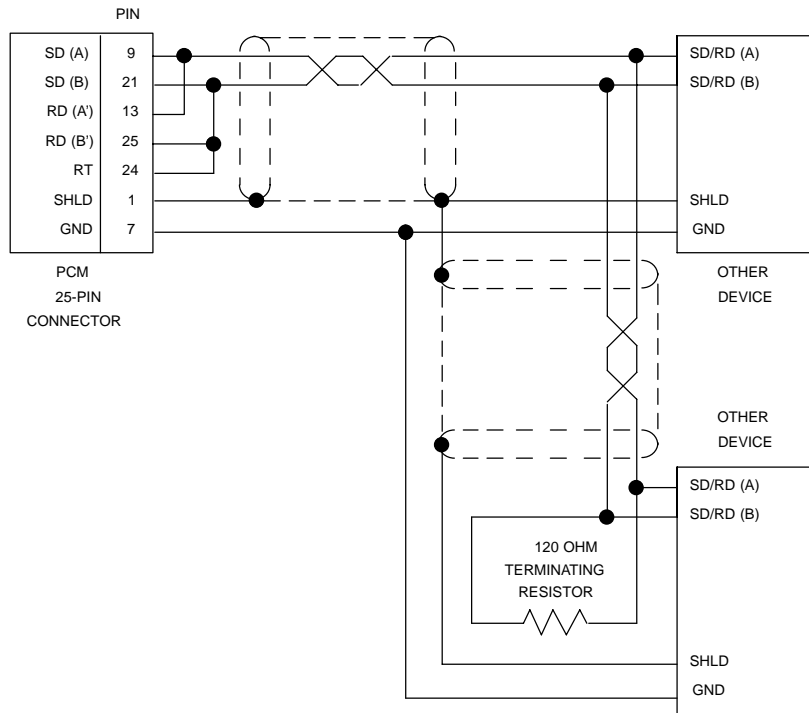 PIN
SD (A) 9
SD (B) 21
RD (A') 13
RD (B') 25
RT 24
SHLD 1
GND 7
PCM
25-PIN
CONNECTOR
SD/RD (A)
SD/RD (B)
SHLD
GND
OTHER
DEVICE
OTHER
DEVICE
SD/RD (A)
SD/RD (B)
120 OHM
TERMINATING
RESISTOR
SHLD
GND